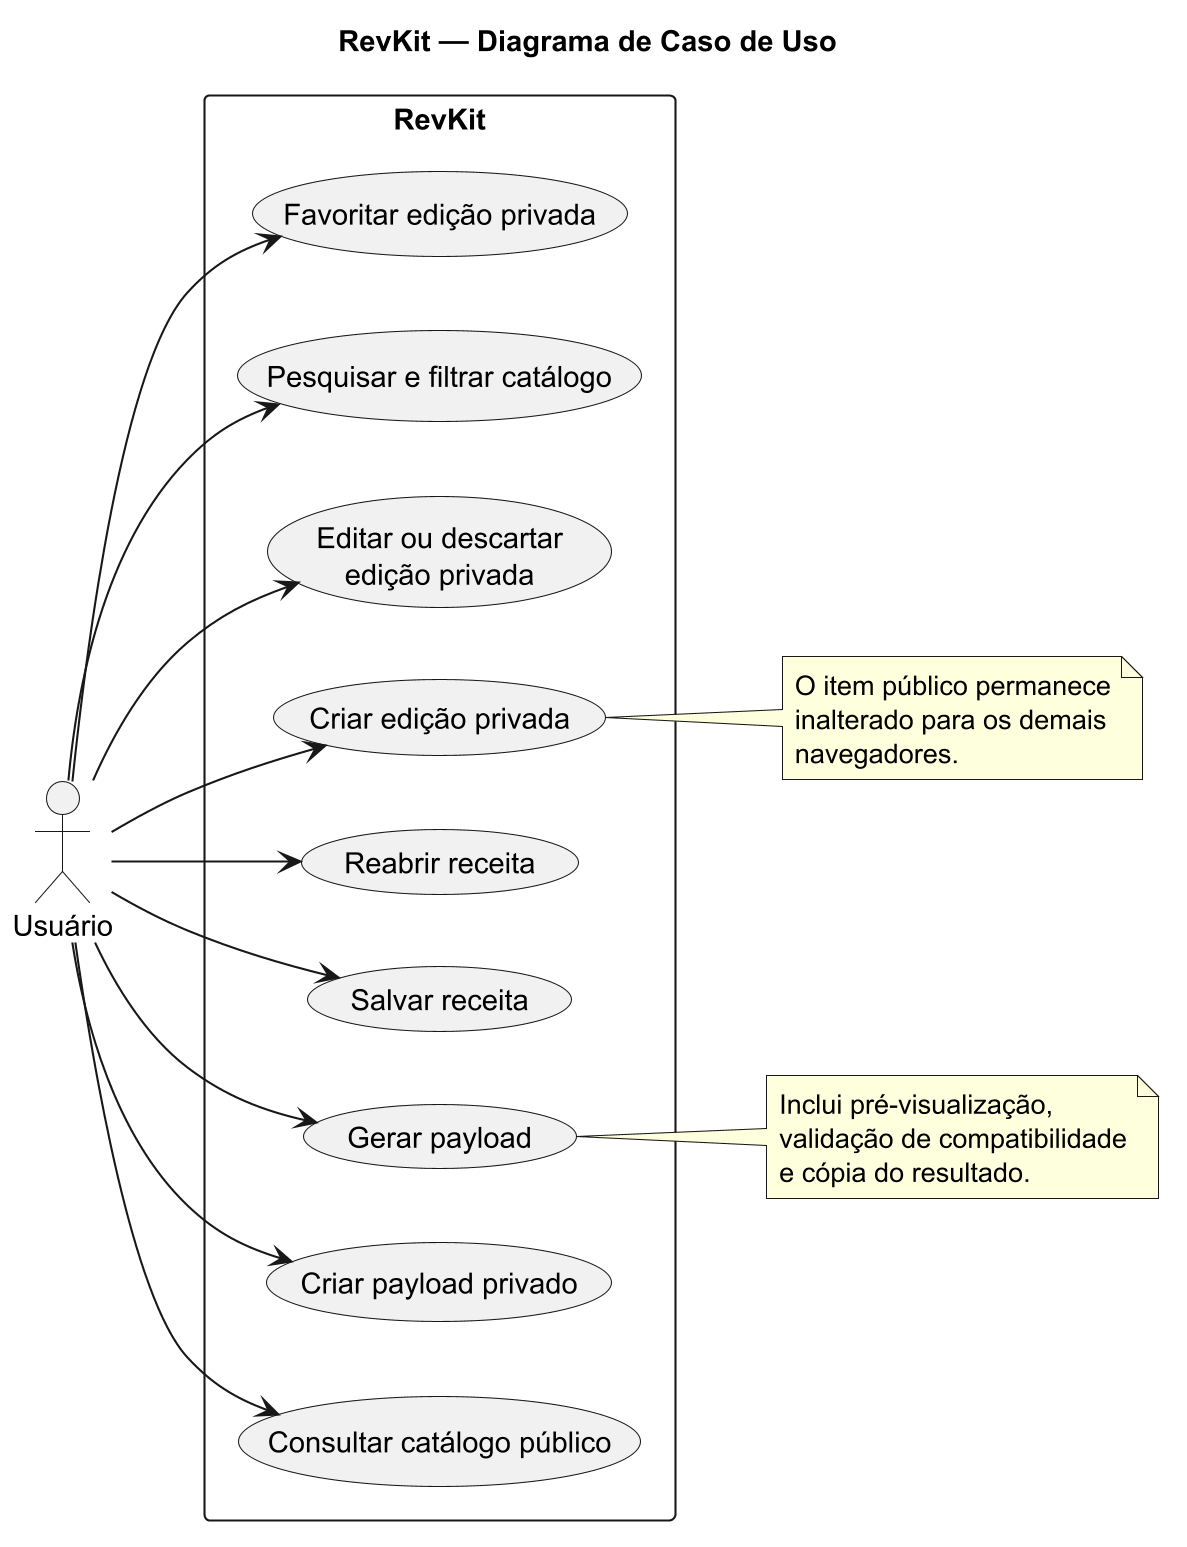 RevKit — Diagrama de Caso de Uso
RevKit
Favoritar edição privada
Pesquisar e filtrar catálogo
Editar ou descartar
edição privada
Criar edição privada
O item público permanece
inalterado para os demais
navegadores.
Reabrir receita
Usuário
Salvar receita
Gerar payload
Inclui pré-visualização,
validação de compatibilidade
e cópia do resultado.
Criar payload privado
Consultar catálogo público